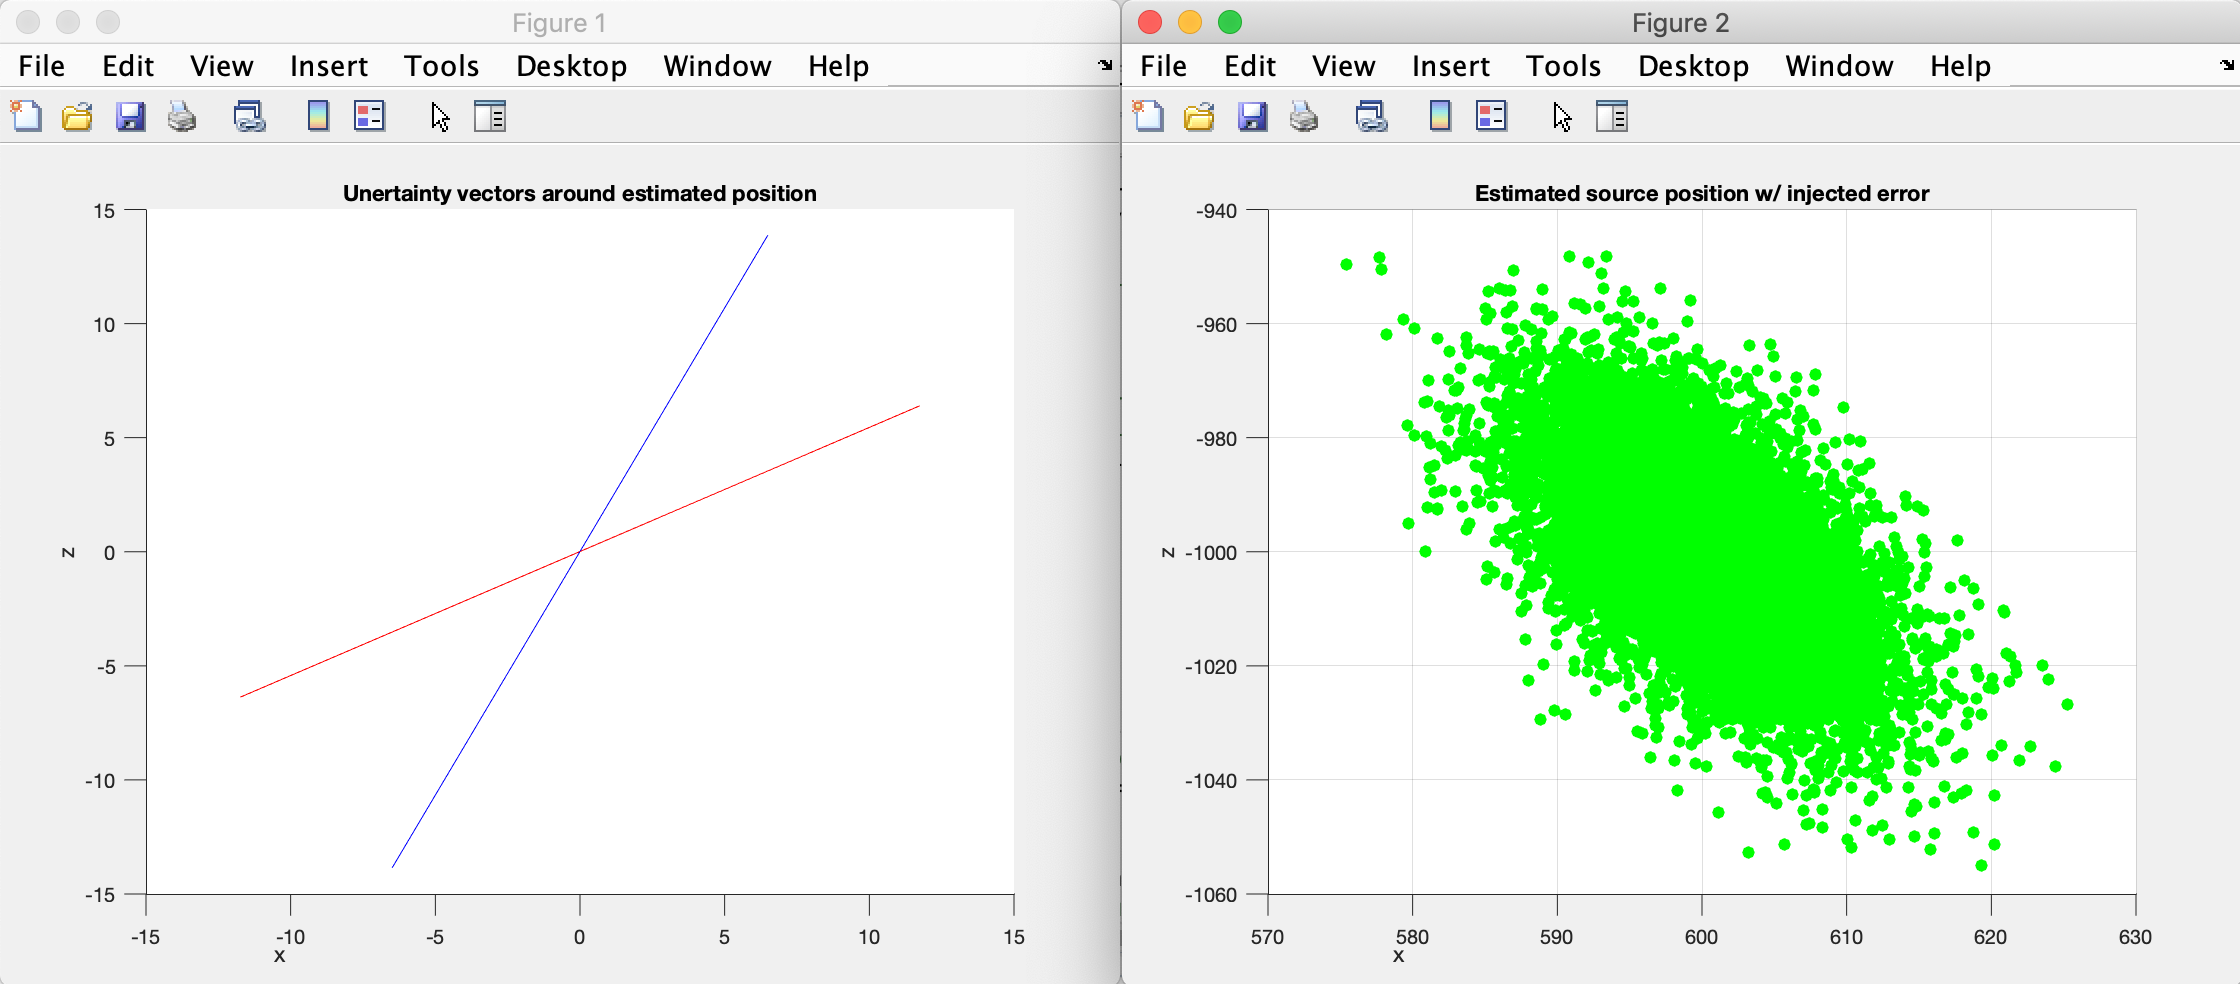 Figure 1
File Edit View Insert Tools Desktop Window Help
Unertainty vectors around estimated position
15
10
5
0
-5
-10
-15
z
-15 -10 -5 0 5 10 15
x
Figure 2
File Edit View Insert Tools Desktop Window Help
Estimated source position w/ injected error
-940
-960
-980
-1000
-1020
-1040
-1060
z
570 580 590 600 610 620 630
x